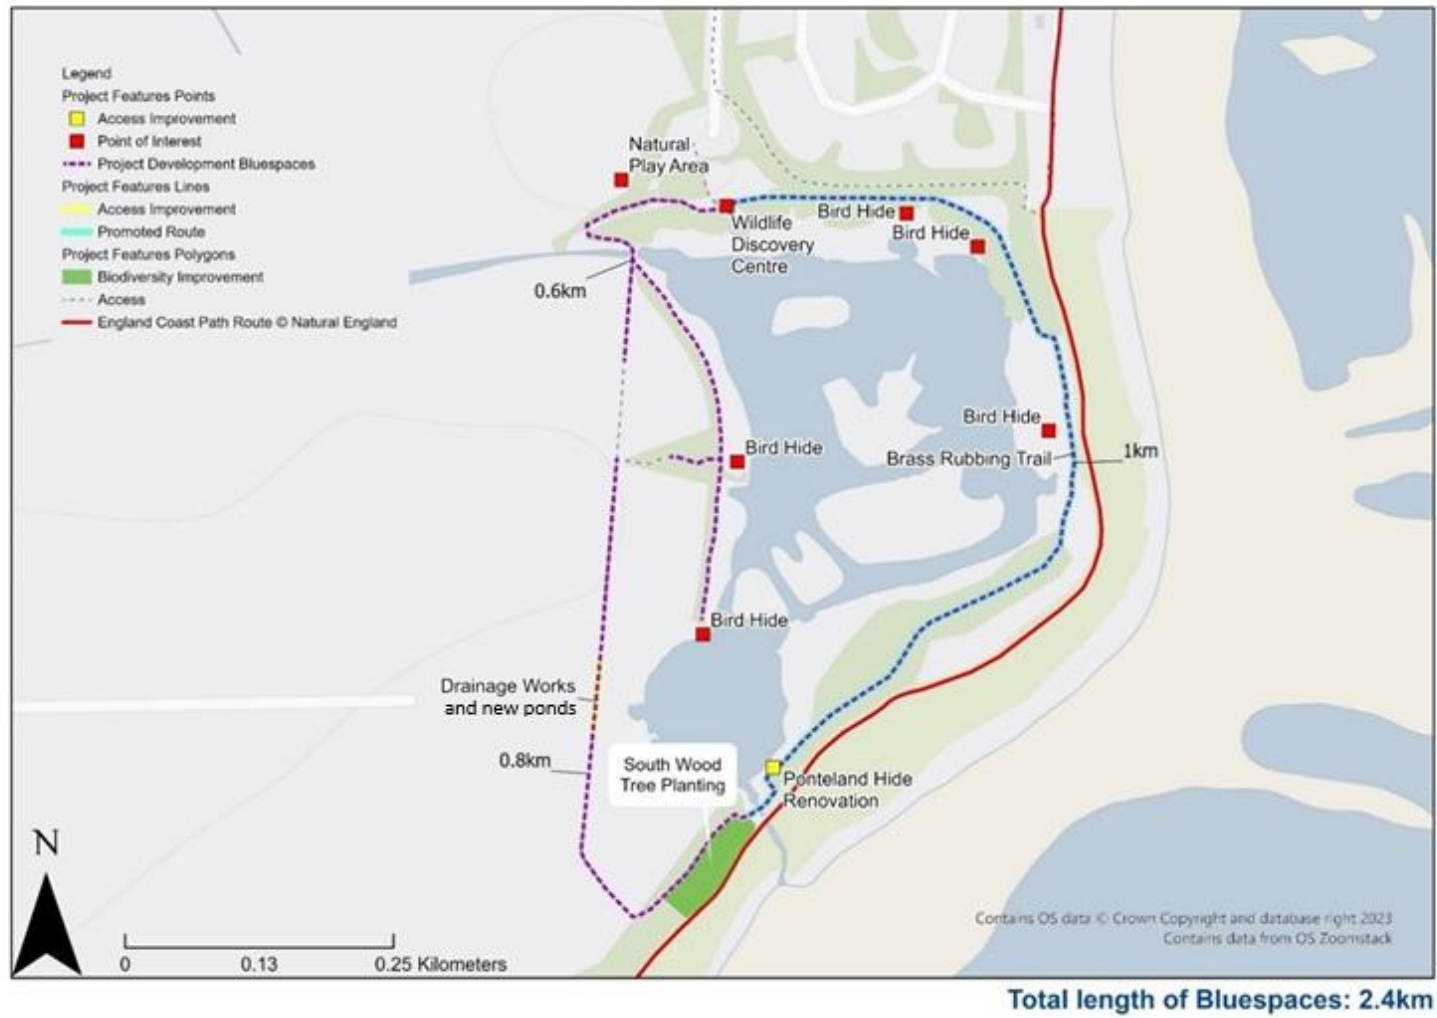 Legend
Project Features Points
Access Improvement
Point of Interest
Project Development Bluespaces
Project Features Lines
Access Improvement
Promoted Route
Project Features Polygons
Biodiversity Improvement
Access
England Coast Path Route © Natural England
Natural
Play Area
Wildlife
Discovery
Centre
Bird Hide
Bird Hide
0.6km
Bird Hide
Brass Rubbing Trail
1km
Bird Hide
Bird Hide
Drainage Works
and new ponds
0.8km
South Wood
Tree Planting
Ponteland Hide
Renovation
N
0
0.13
0.25 Kilometers
Contains OS data © Crown Copyright and database right 2023
Contains data from OS Zoomstack
Total length of Bluespaces: 2.4km